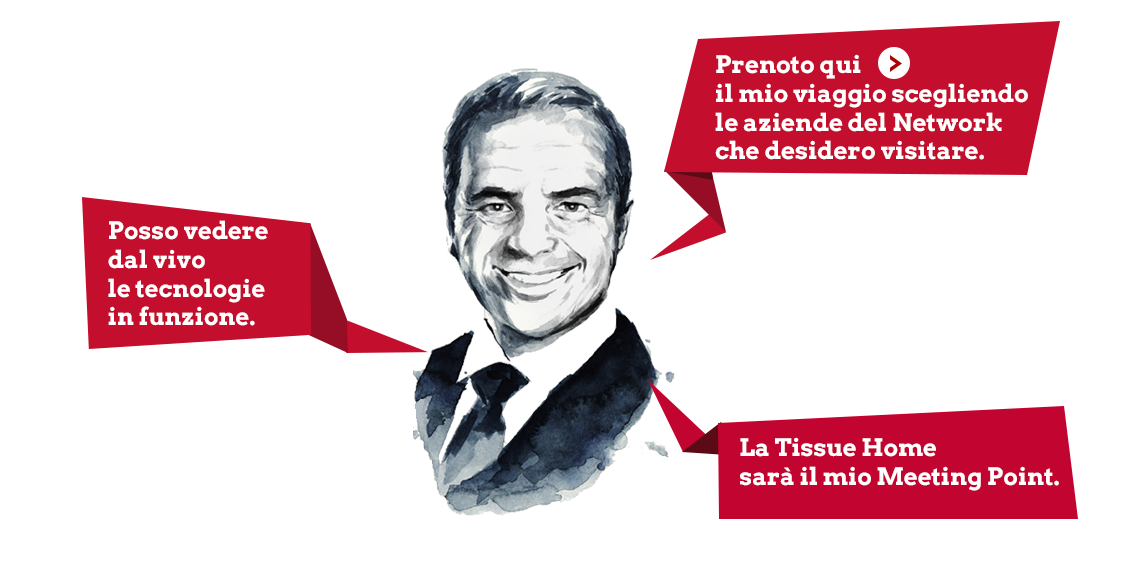 Prenoto qui
il mio viaggio scegliendo
le aziende del Network
che desidero visitare.
Posso vedere
dal vivo
le tecnologie
in funzione.
La Tissue Home
sarà il mio Meeting Point.